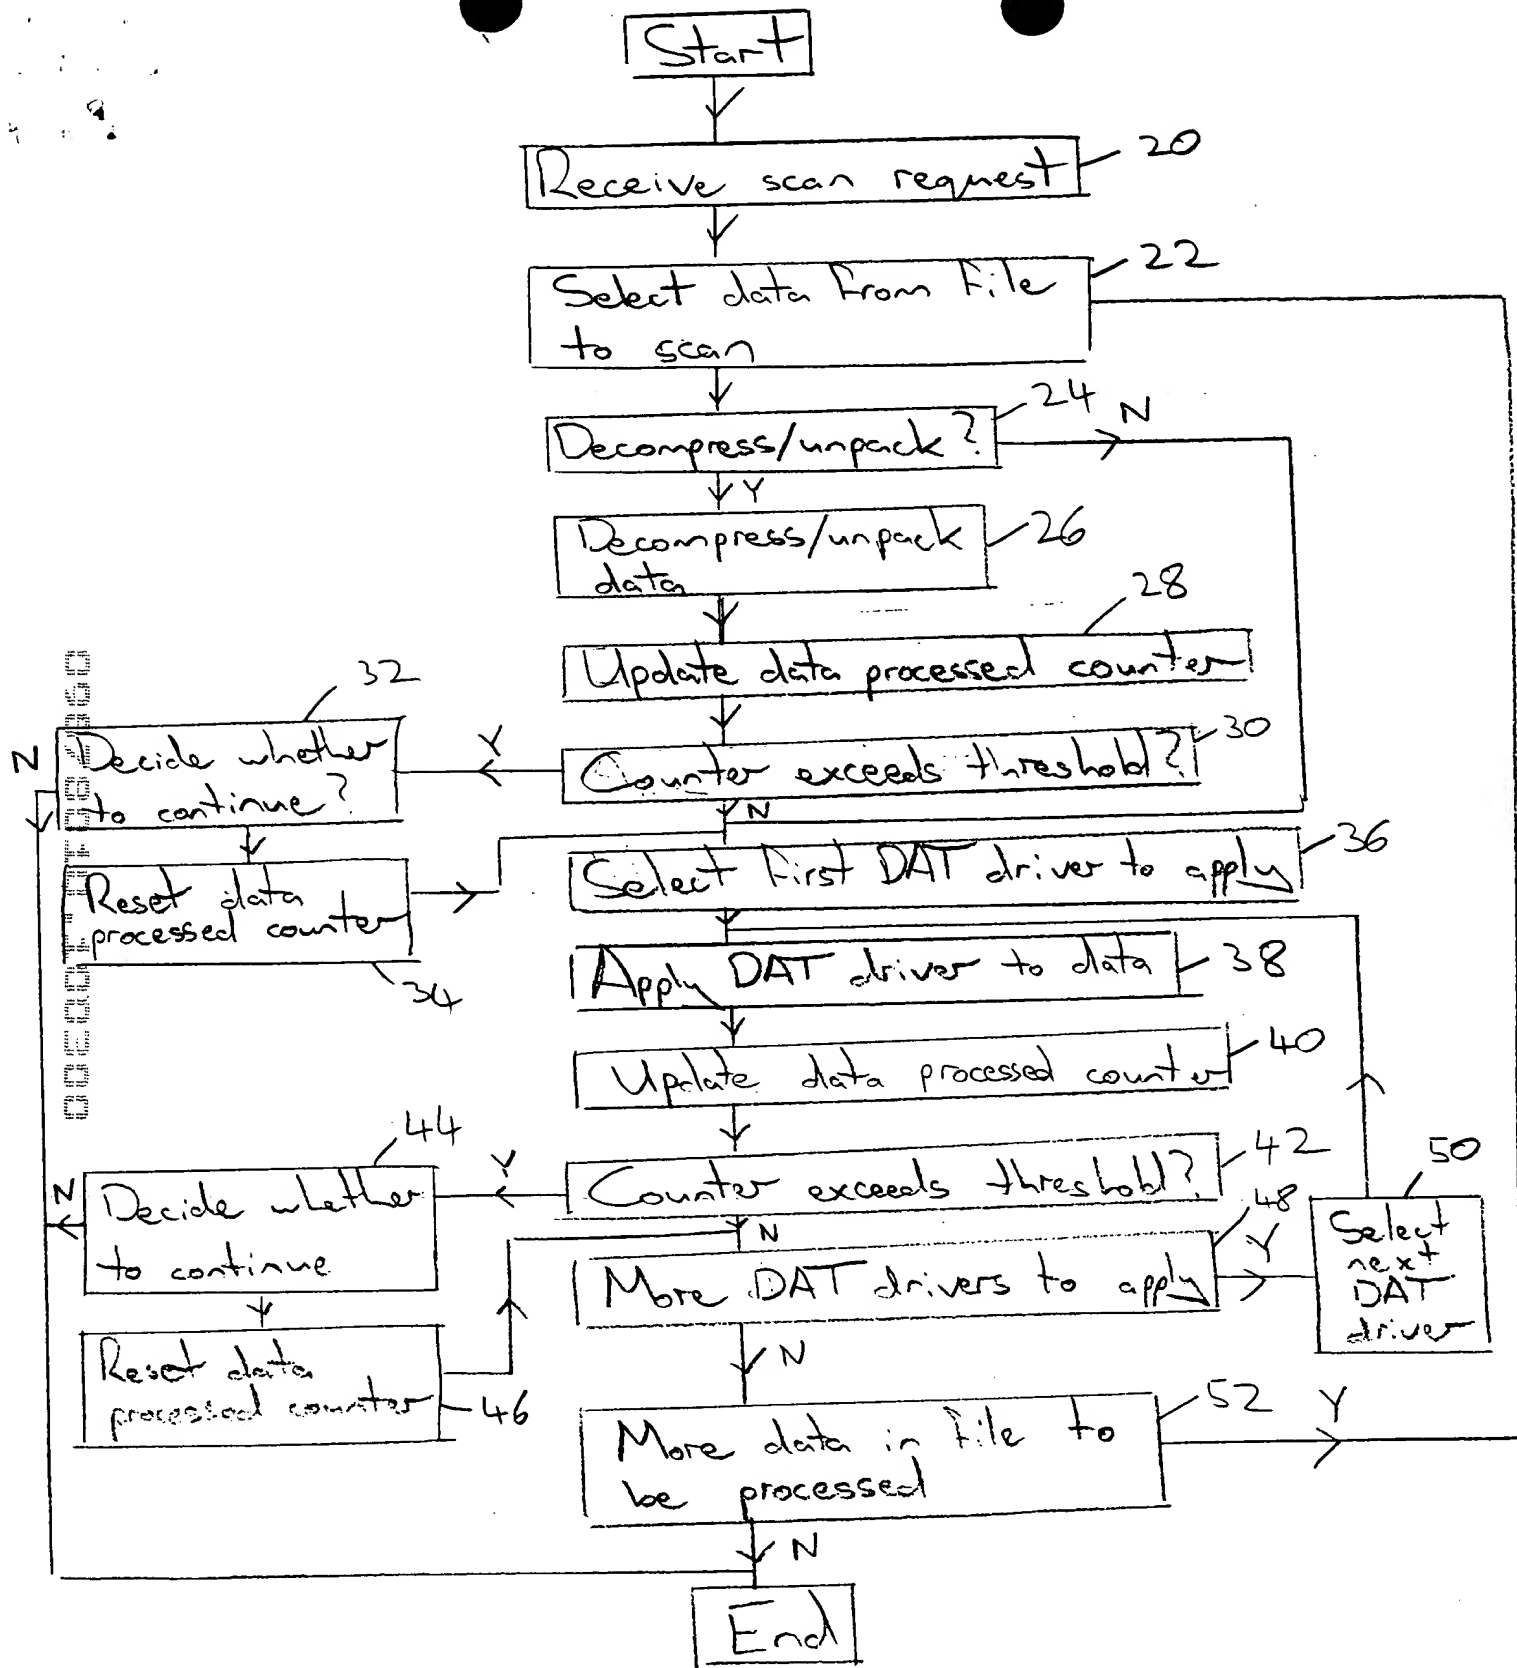 Start
Receive scan request
20
Select data from file
to scan
22
Decompress/unpack?
24
N
Y
Decompress/unpack
data
26
28
Update data processed counter
32
N
Decide whether
to continue?
Y
Counter exceeds threshold?
30
N
Reset data
processed counter
34
Select first DAT driver to apply
36
Apply DAT driver to data
38
Update data processed counter
40
44
N
Decide whether
to continue
Y
Counter exceeds threshold?
42
N
Y
Reset data
processed counter
46
More DAT drivers to apply
48
Y
50
Select
next
DAT
driver
N
More data in file to
be processed
52
Y
N
End